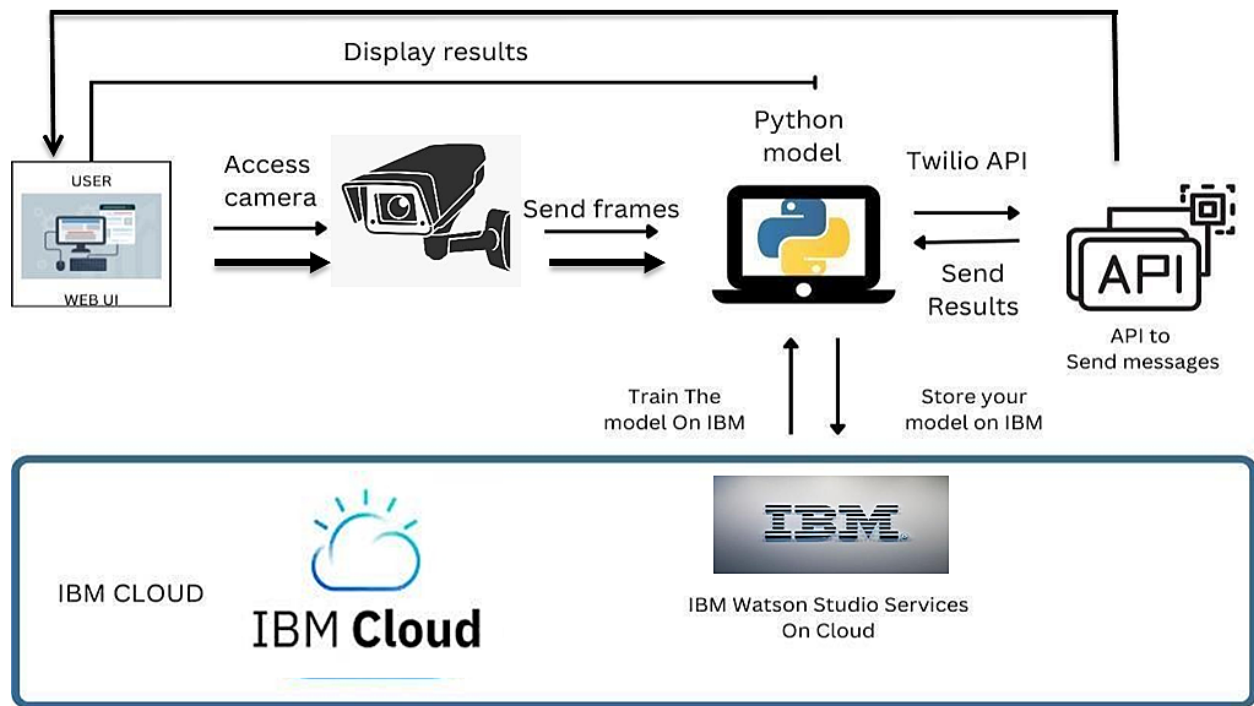 Display results
USER
WEB UI
Access
camera
Send frames
Python
model
Twilio API
Send
Results
API
API to
Send messages
Train The
model On IBM
Store your
model on IBM
IBM CLOUD
IBM Cloud
IBM
IBM Watson Studio Services
On Cloud